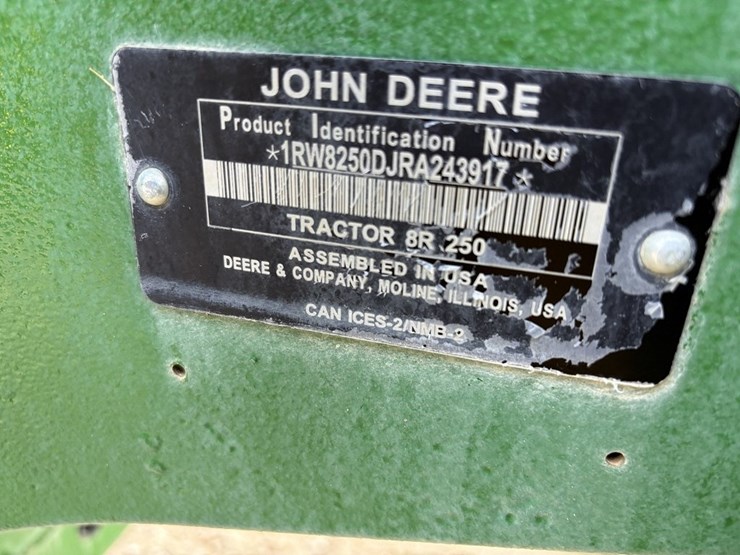 JOHN DEERE
Product Identification Number
*1RW8250DJRA243917*
TRACTOR 8R 250
ASSEMBLED IN USA
DEERE & COMPANY, MOLINE, ILLINOIS, USA
CAN ICES-2/NMB-2